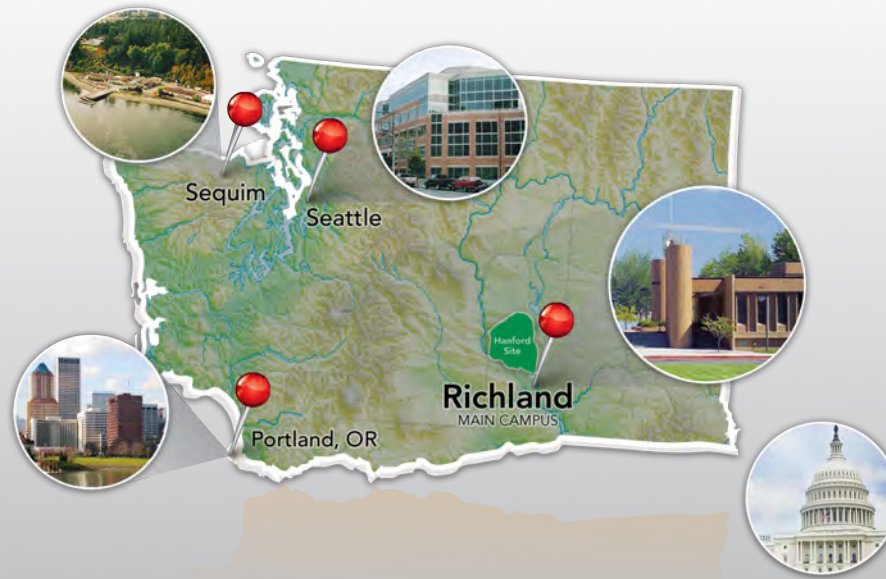 Sequim
Seattle
Hanford
Site
Richland
MAIN CAMPUS
Portland, OR